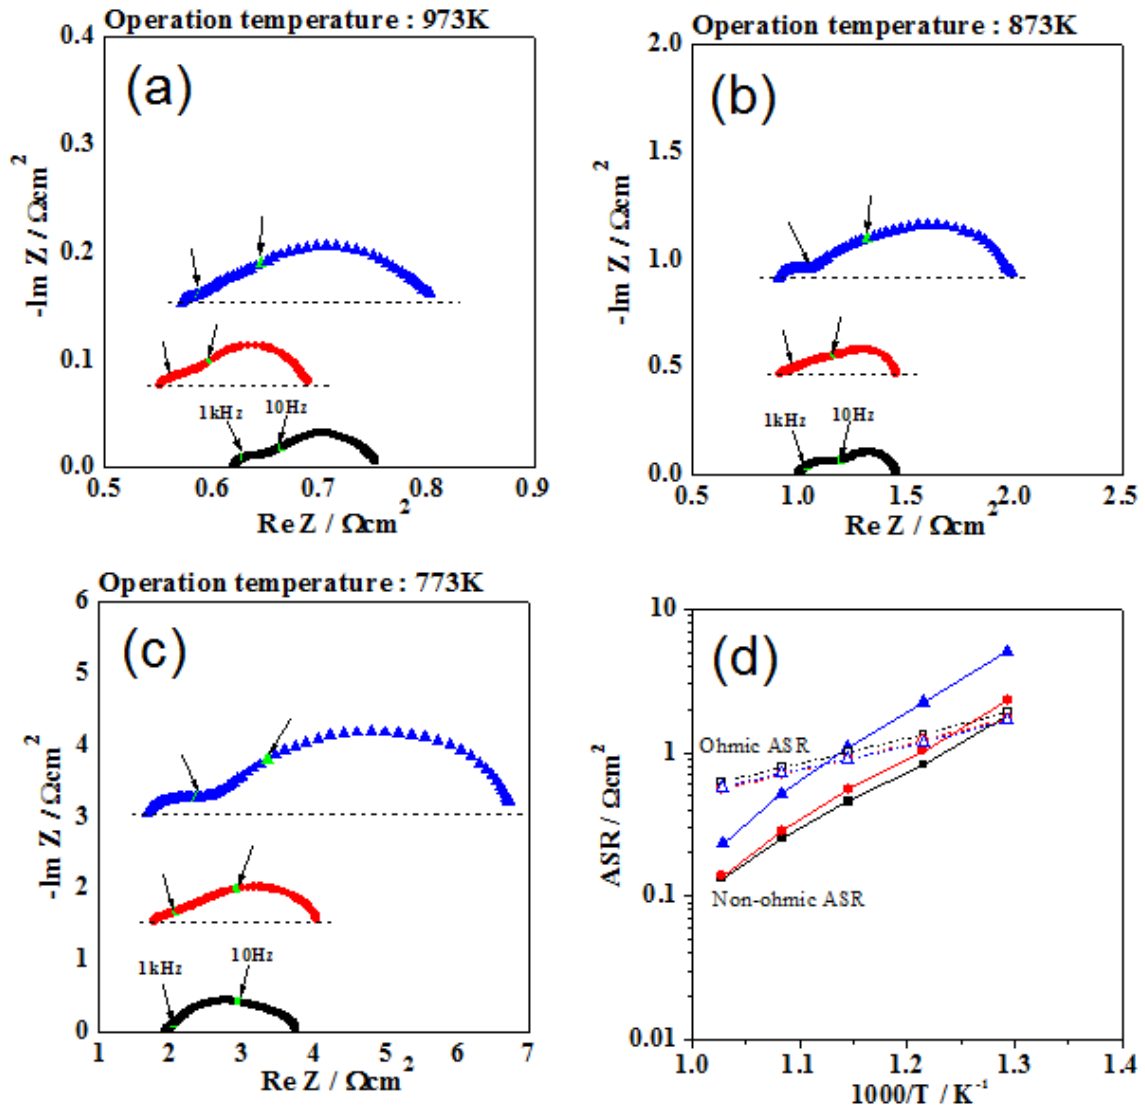 Operation temperature : 973K
(a)
0.4
0.3
0.2
0.1
0.0
-Im Z / Ωcm²
1kHz
10Hz
0.5 0.6 0.7 0.8 0.9
Re Z / Ωcm²
Operation temperature : 873K
(b)
2.0
1.5
1.0
0.5
0.0
-Im Z / Ωcm²
1kHz
10Hz
0.5 1.0 1.5 2.0 2.5
Re Z / Ωcm²
Operation temperature : 773K
(c)
6
5
4
3
2
1
0
-Im Z / Ωcm²
1kHz
10Hz
1 2 3 4 5 6 7
Re Z / Ωcm²
(d)
10
1
0.1
0.01
ASR / Ωcm²
Ohmic ASR
Non-ohmic ASR
1.0 1.1 1.2 1.3 1.4
1000/T / K⁻¹